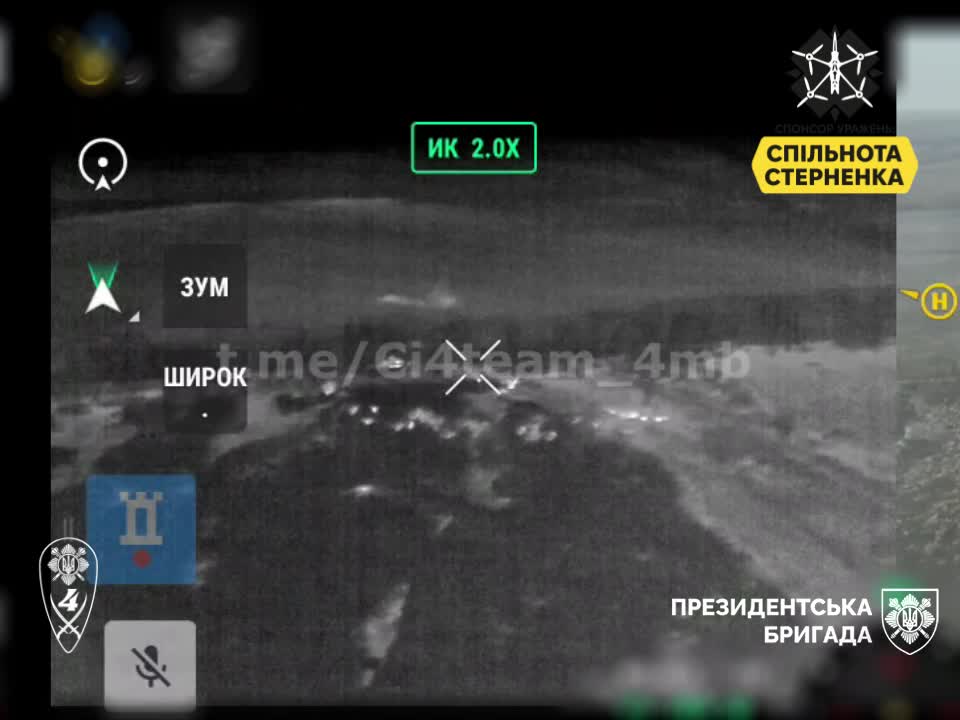 СПОНСОР УРАЖЕНЬ
СПІЛЬНОТА
СТЕРНЕНКА
ИК 2.0X
ЗУМ
H
t.me/Ci4team_4mb
ШИРОК
4
ПРЕЗИДЕНТСЬКА
БРИГАДА